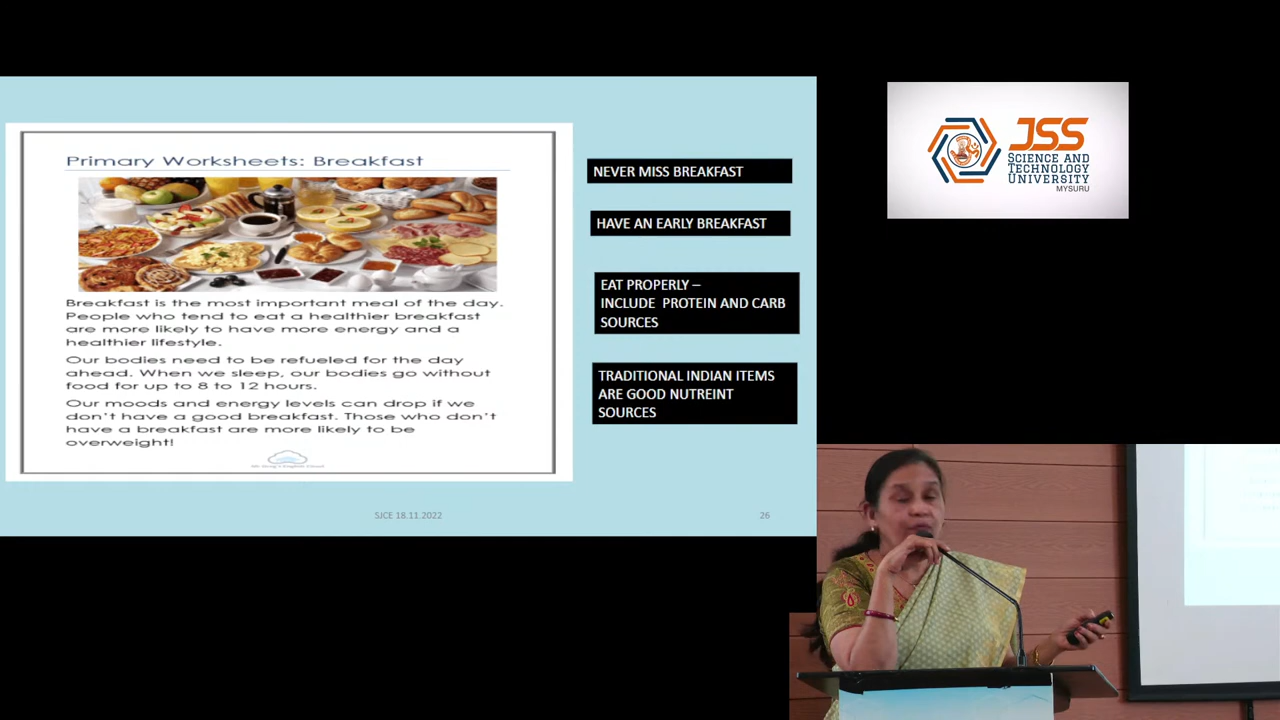 Primary Worksheets: Breakfast
Breakfast is the most important meal of the day.
People who tend to eat a healthier breakfast
are more likely to have more energy and a
healthier lifestyle.
Our bodies need to be refueled for the day
ahead. When we sleep, our bodies go without
food for up to 8 to 12 hours.
Our moods and energy levels can drop if we
don't have a good breakfast. Those who don't
have a breakfast are more likely to be
overweight!
NEVER MISS BREAKFAST
HAVE AN EARLY BREAKFAST
EAT PROPERLY –
INCLUDE PROTEIN AND CARB
SOURCES
TRADITIONAL INDIAN ITEMS
ARE GOOD NUTREINT
SOURCES
SJCE 18.11.2022
26
JSS
SCIENCE AND
TECHNOLOGY
UNIVERSITY
MYSURU